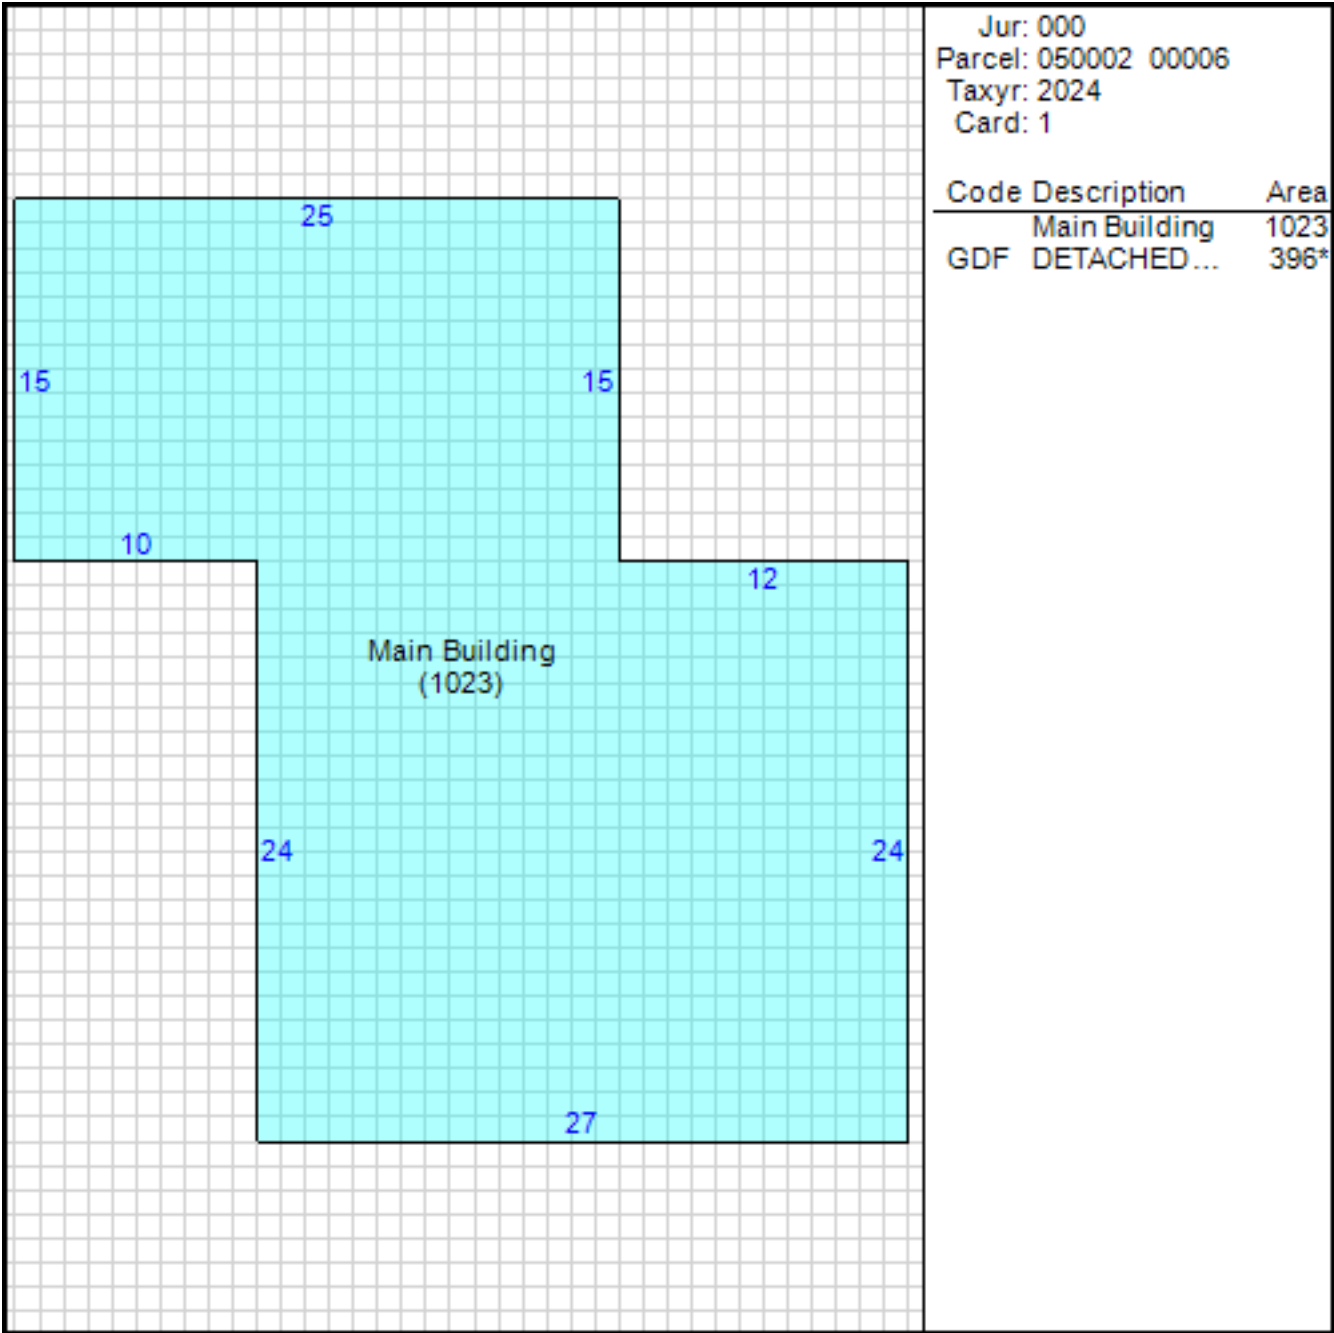 Jur: 000
Parcel: 050002 00006
Taxyr: 2024
Card: 1
Code Description Area
Main Building 1023
GDF DETACHED... 396*
25
15 15
10
12
Main Building
(1023)
24 24
27